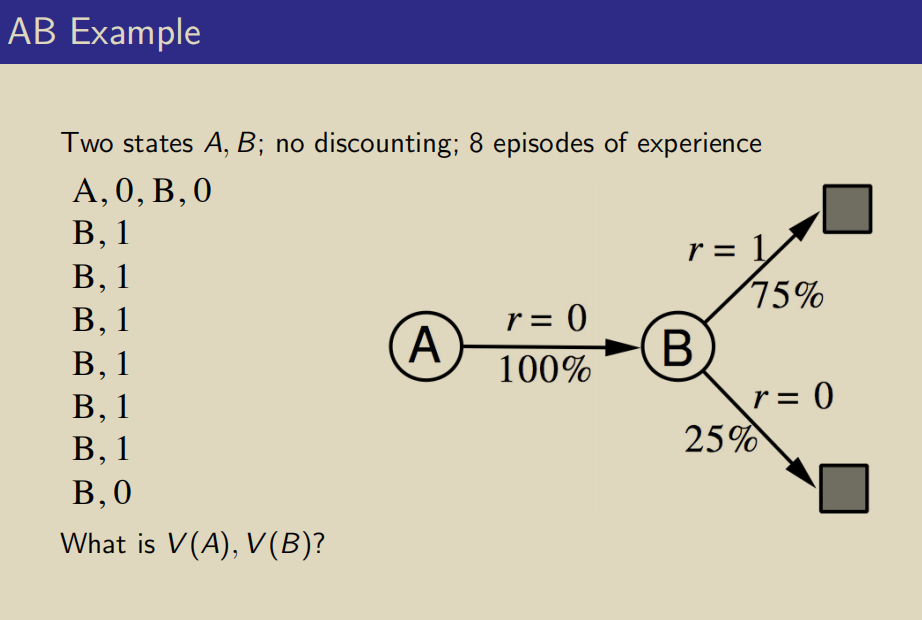 AB Example
Two states A, B; no discounting; 8 episodes of experience
A, 0, B, 0
B, 1
B, 1
B, 1
B, 1
B, 1
B, 1
B, 0
r = 1
75%
A
r = 0
100%
B
r = 0
25%
What is V(A), V(B)?